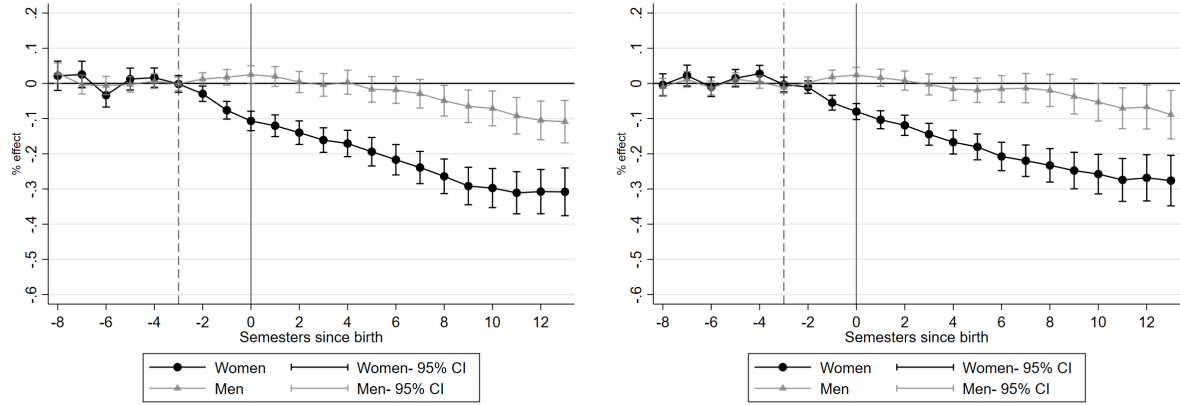 .2
.1
0
-.1
-.2
-.3
-.4
-.5
-.6
% effect
-8 -6 -4 -2 0 2 4 6 8 10 12
Semesters since birth
Women Women- 95% CI
Men Men- 95% CI
.2
.1
0
-.1
-.2
-.3
-.4
-.5
-.6
% effect
-8 -6 -4 -2 0 2 4 6 8 10 12
Semesters since birth
Women Women- 95% CI
Men Men- 95% CI